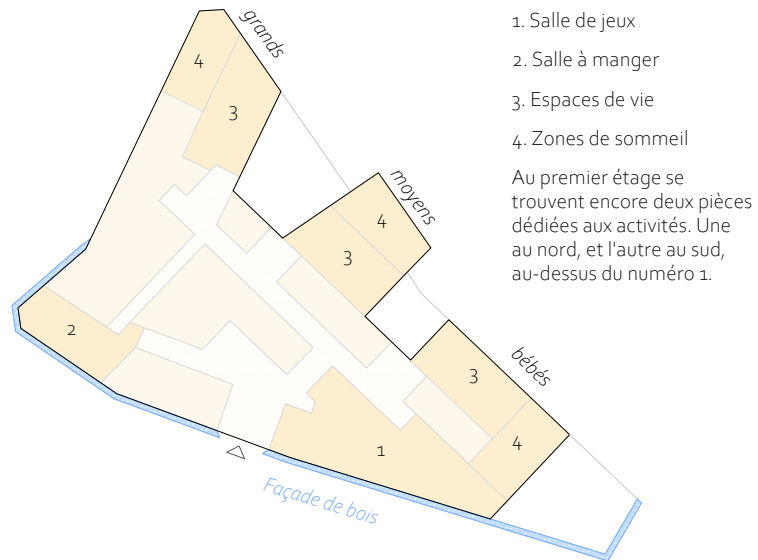 grands
4
3
moyens
4
3
bébés
3
4
2
1
Façade de bois
1. Salle de jeux
2. Salle à manger
3. Espaces de vie
4. Zones de sommeil
Au premier étage se
trouvent encore deux pièces
dédiées aux activités. Une
au nord, et l'autre au sud,
au-dessus du numéro 1.